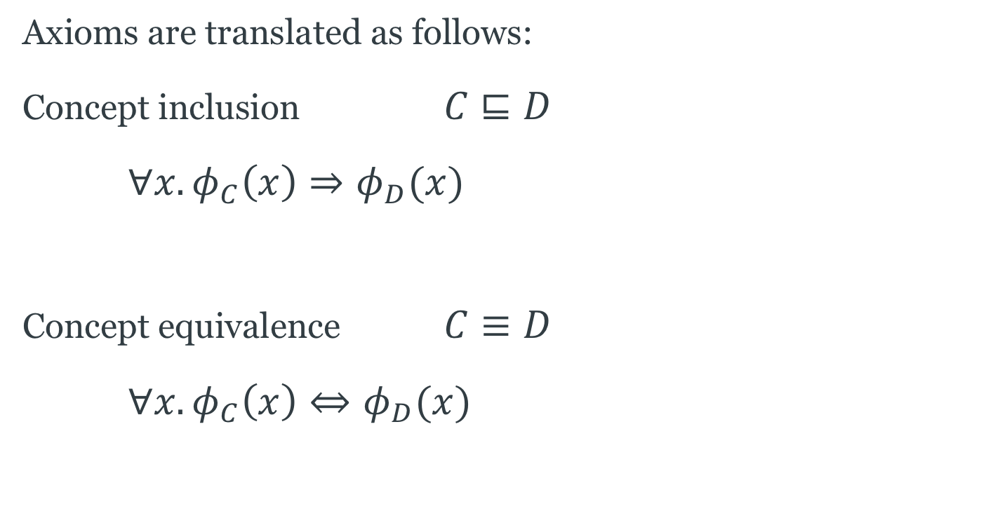 Axioms are translated as follows:
Concept inclusion C ⊑ D
∀x. ϕ_C(x) ⇒ ϕ_D(x)
Concept equivalence C ≡ D
∀x. ϕ_C(x) ⇔ ϕ_D(x)